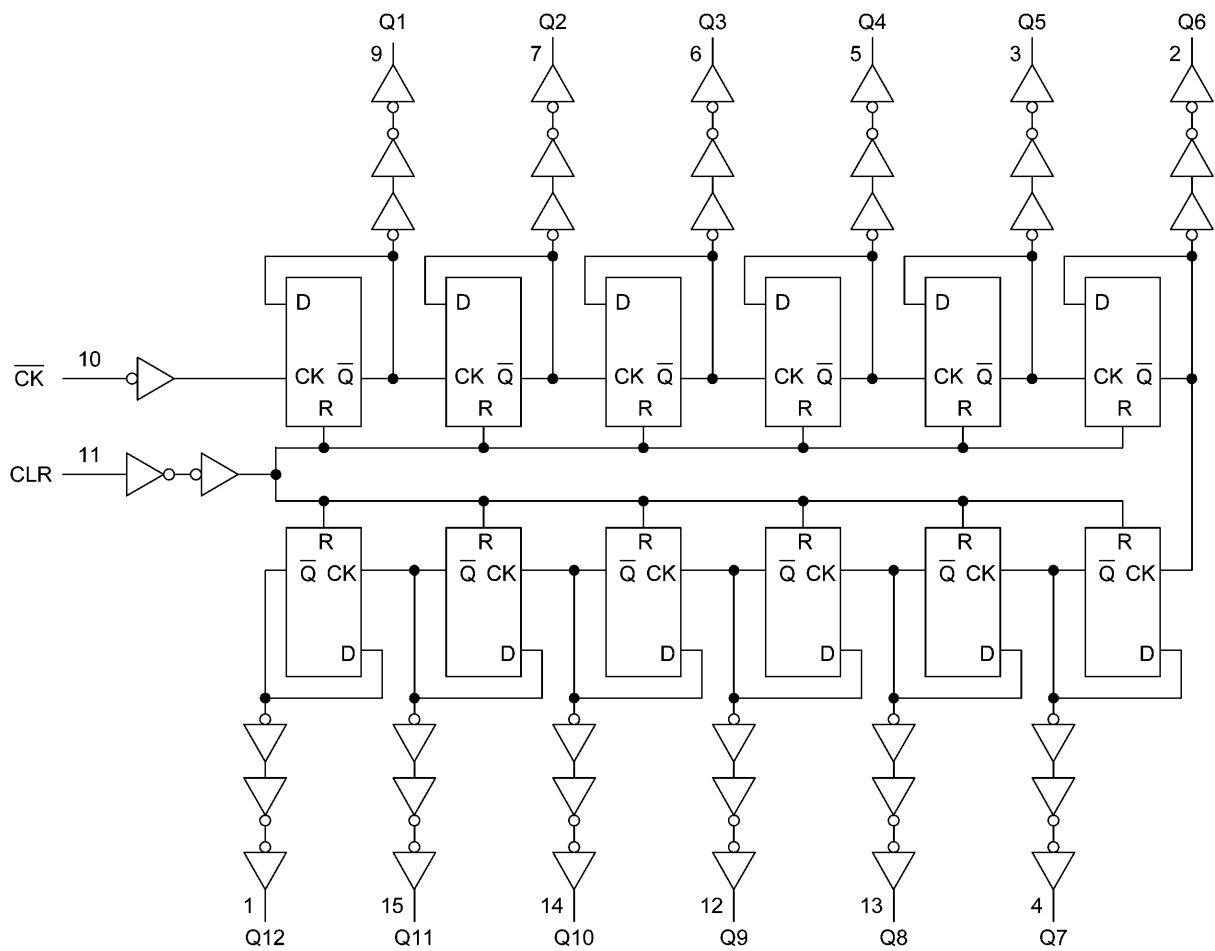 Q1 Q2 Q3 Q4 Q5 Q6
9 7 6 5 3 2
D D D D D D
C̅K̅ 10 CK Q̅ CK Q̅ CK Q̅ CK Q̅ CK Q̅ CK Q̅
R R R R R R
CLR 11
R R R R R R
Q̅ CK Q̅ CK Q̅ CK Q̅ CK Q̅ CK Q̅ CK
D D D D D D
1 15 14 12 13 4
Q12 Q11 Q10 Q9 Q8 Q7